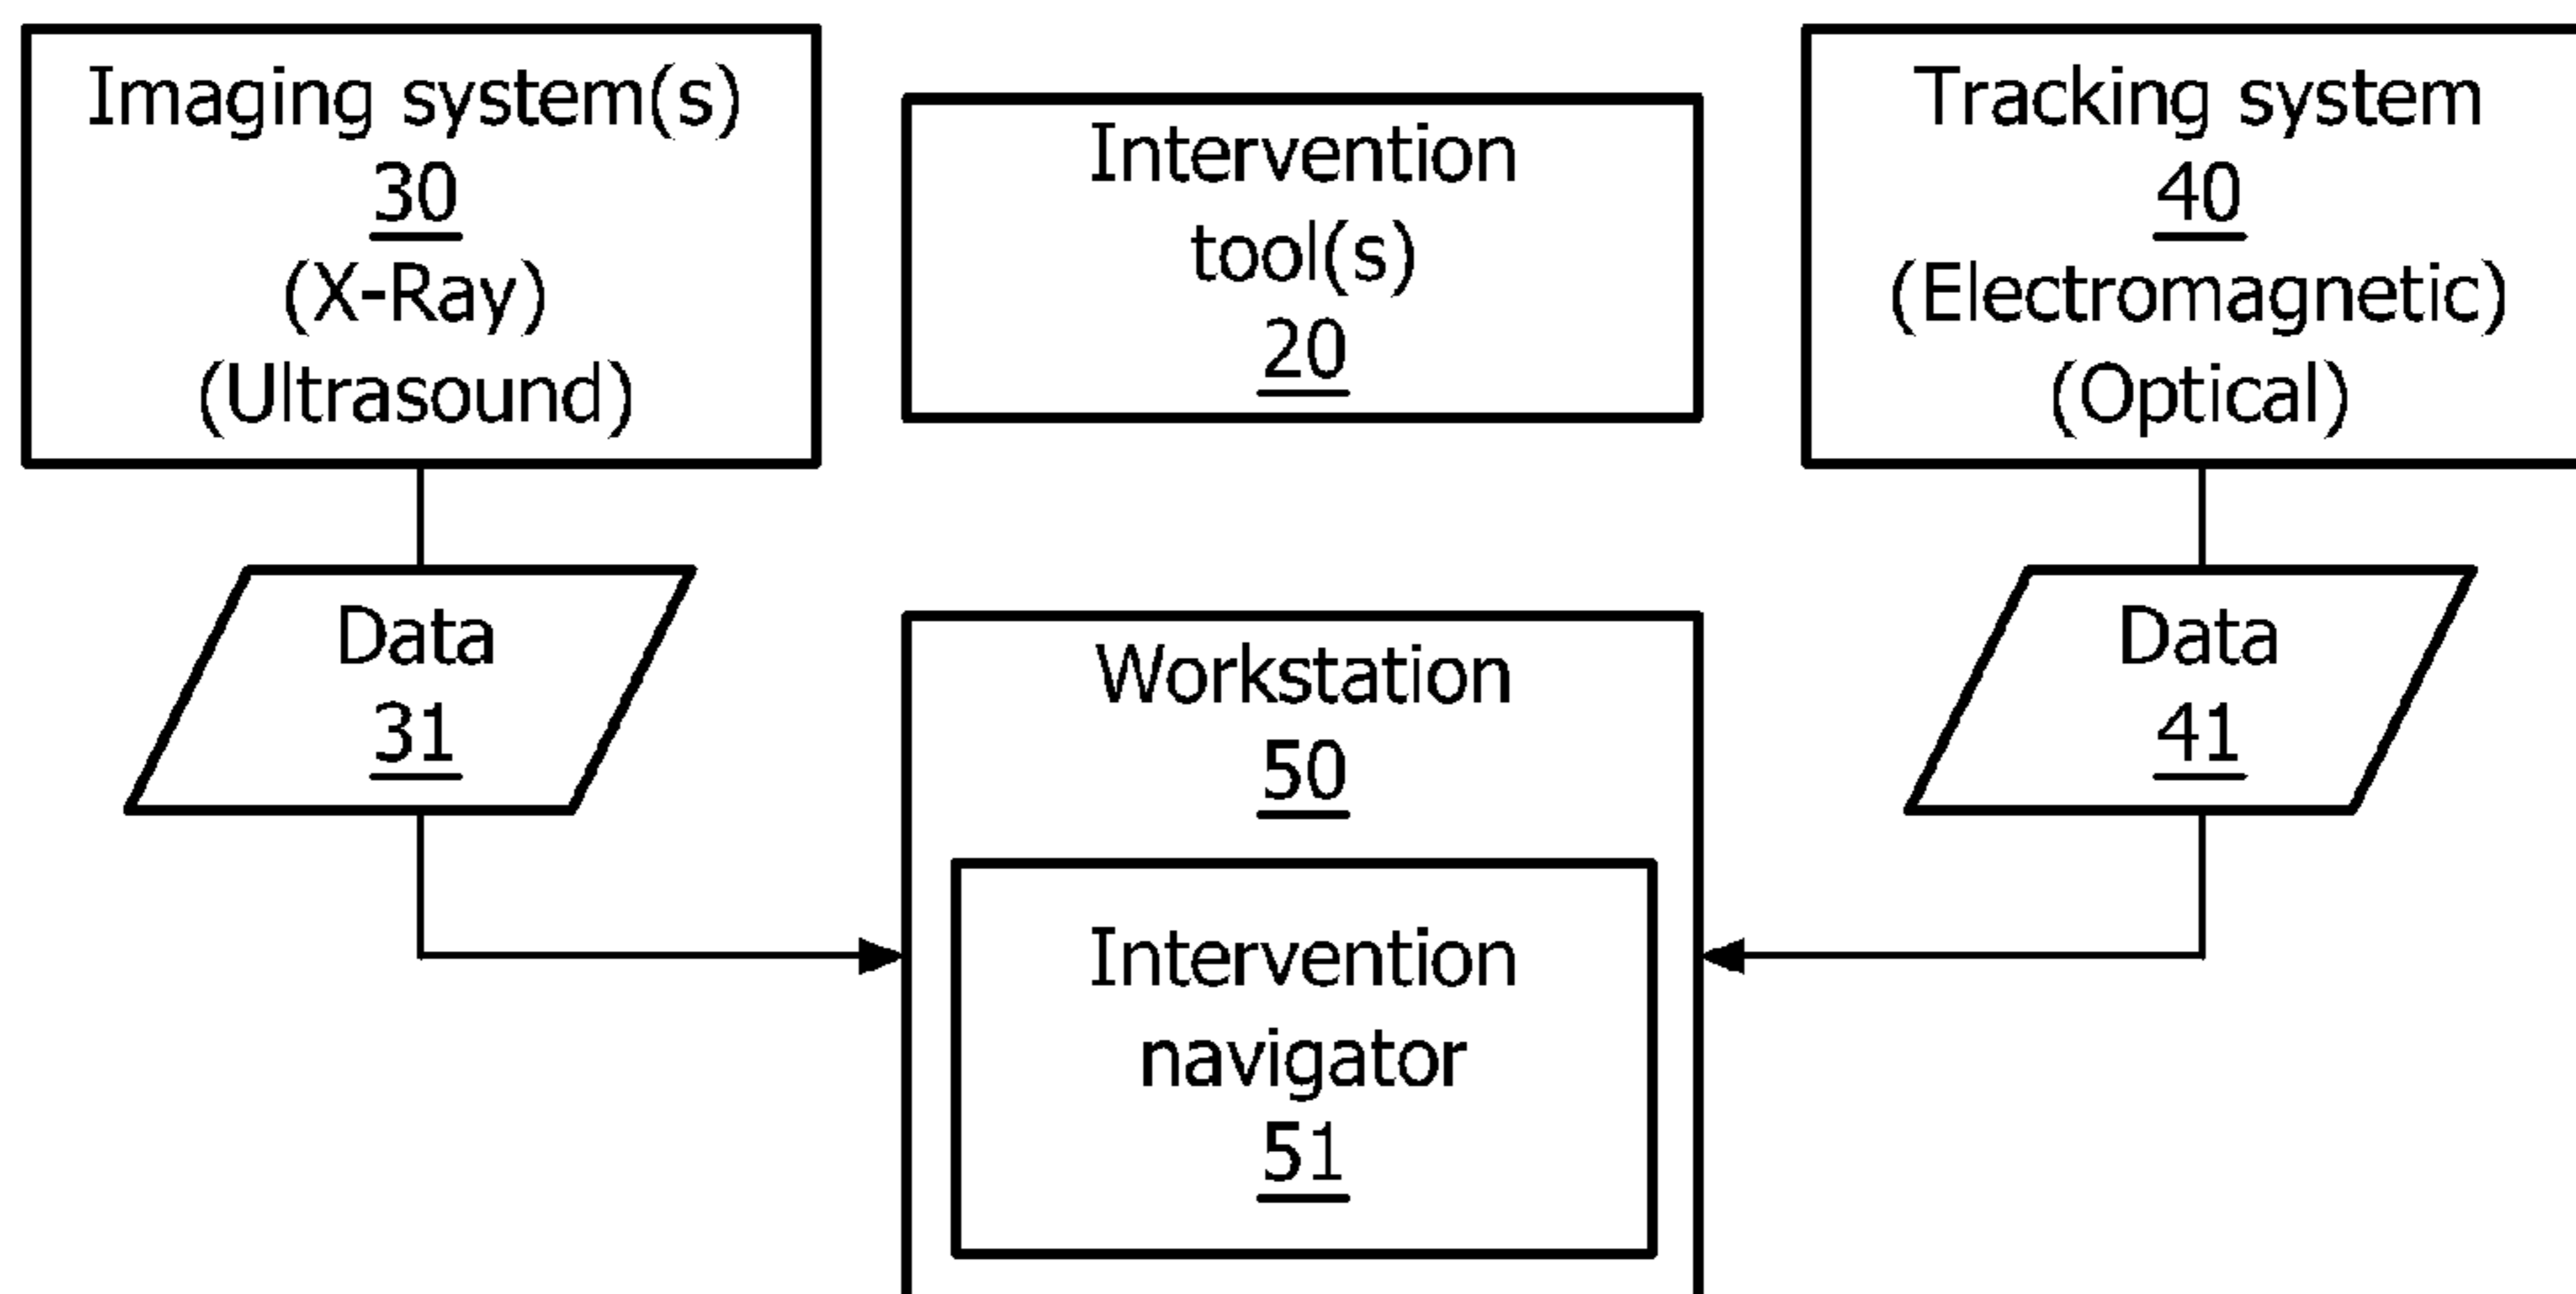 Imaging system(s)
30
(X-Ray)
(Ultrasound)
Intervention
tool(s)
20
Tracking system
40
(Electromagnetic)
(Optical)
Data
31
Workstation
50
Data
41
Intervention
navigator
51